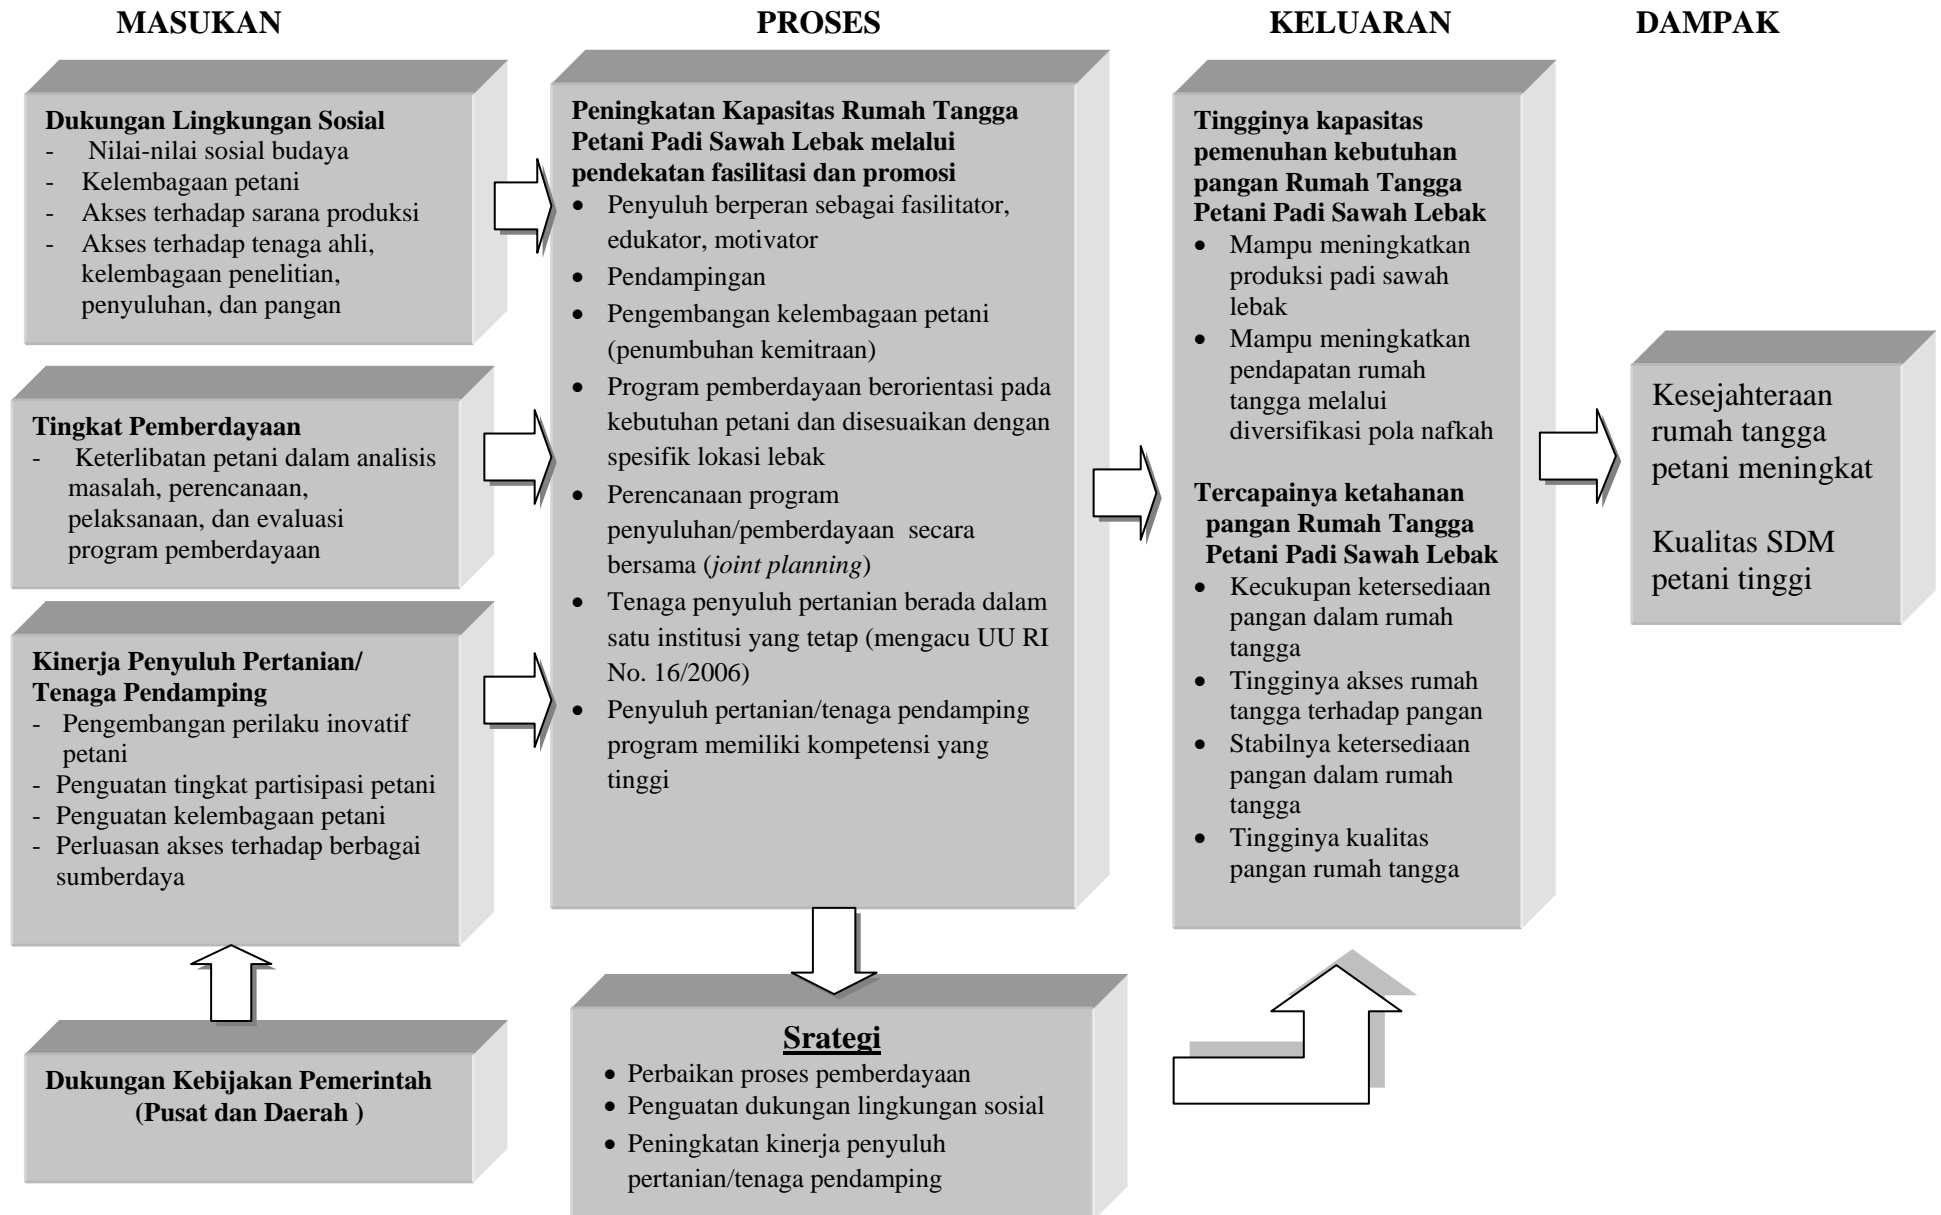 MASUKAN
PROSES
KELUARAN
DAMPAK
Dukungan Lingkungan Sosial
- Nilai-nilai sosial budaya
- Kelembagaan petani
- Akses terhadap sarana produksi
- Akses terhadap tenaga ahli,
kelembagaan penelitian,
penyuluhan, dan pangan
Tingkat Pemberdayaan
- Keterlibatan petani dalam analisis
masalah, perencanaan,
pelaksanaan, dan evaluasi
program pemberdayaan
Kinerja Penyuluh Pertanian/
Tenaga Pendamping
- Pengembangan perilaku inovatif
petani
- Penguatan tingkat partisipasi petani
- Penguatan kelembagaan petani
- Perluasan akses terhadap berbagai
sumberdaya
Dukungan Kebijakan Pemerintah
(Pusat dan Daerah )
Peningkatan Kapasitas Rumah Tangga
Petani Padi Sawah Lebak melalui
pendekatan fasilitasi dan promosi
• Penyuluh berperan sebagai fasilitator,
edukator, motivator
• Pendampingan
• Pengembangan kelembagaan petani
(penumbuhan kemitraan)
• Program pemberdayaan berorientasi pada
kebutuhan petani dan disesuaikan dengan
spesifik lokasi lebak
• Perencanaan program
penyuluhan/pemberdayaan secara
bersama (joint planning)
• Tenaga penyuluh pertanian berada dalam
satu institusi yang tetap (mengacu UU RI
No. 16/2006)
• Penyuluh pertanian/tenaga pendamping
program memiliki kompetensi yang
tinggi
Srategi
• Perbaikan proses pemberdayaan
• Penguatan dukungan lingkungan sosial
• Peningkatan kinerja penyuluh
pertanian/tenaga pendamping
Tingginya kapasitas
pemenuhan kebutuhan
pangan Rumah Tangga
Petani Padi Sawah Lebak
• Mampu meningkatkan
produksi padi sawah
lebak
• Mampu meningkatkan
pendapatan rumah
tangga melalui
diversifikasi pola nafkah
Tercapainya ketahanan
pangan Rumah Tangga
Petani Padi Sawah Lebak
• Kecukupan ketersediaan
pangan dalam rumah
tangga
• Tingginya akses rumah
tangga terhadap pangan
• Stabilnya ketersediaan
pangan dalam rumah
tangga
• Tingginya kualitas
pangan rumah tangga
Kesejahteraan
rumah tangga
petani meningkat
Kualitas SDM
petani tinggi